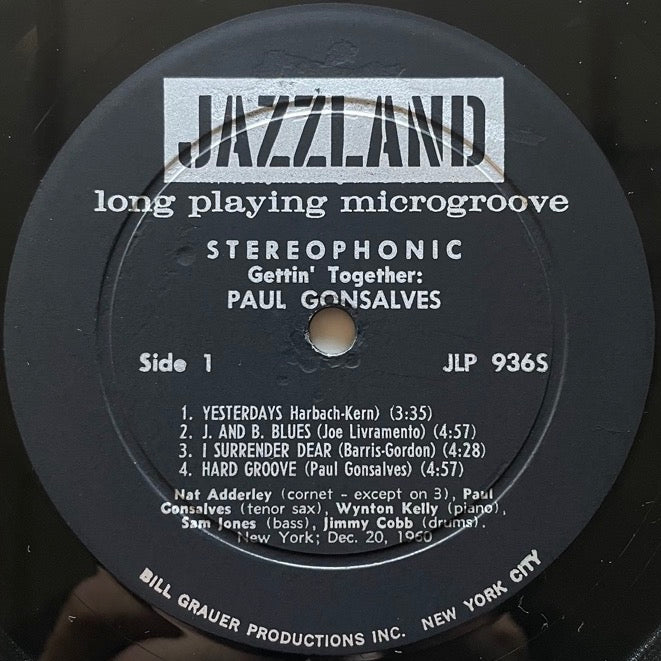 JAZZLAND
long playing microgroove
STEREOPHONIC
Gettin' Together:
PAUL GONSALVES
Side 1
JLP 936S
1. YESTERDAYS Harbach-Kern) (3:35)
2. J. AND B. BLUES (Joe Livramento) (4:57)
3. I SURRENDER DEAR (Barris-Gordon) (4:28)
4. HARD GROOVE (Paul Gonsalves) (4:57)
Nat Adderley (cornet - except on 3), Paul
Gonsalves (tenor sax), Wynton Kelly (piano),
Sam Jones (bass), Jimmy Cobb (drums).
New York; Dec. 20, 1960
BILL GRAUER PRODUCTIONS INC. NEW YORK CITY